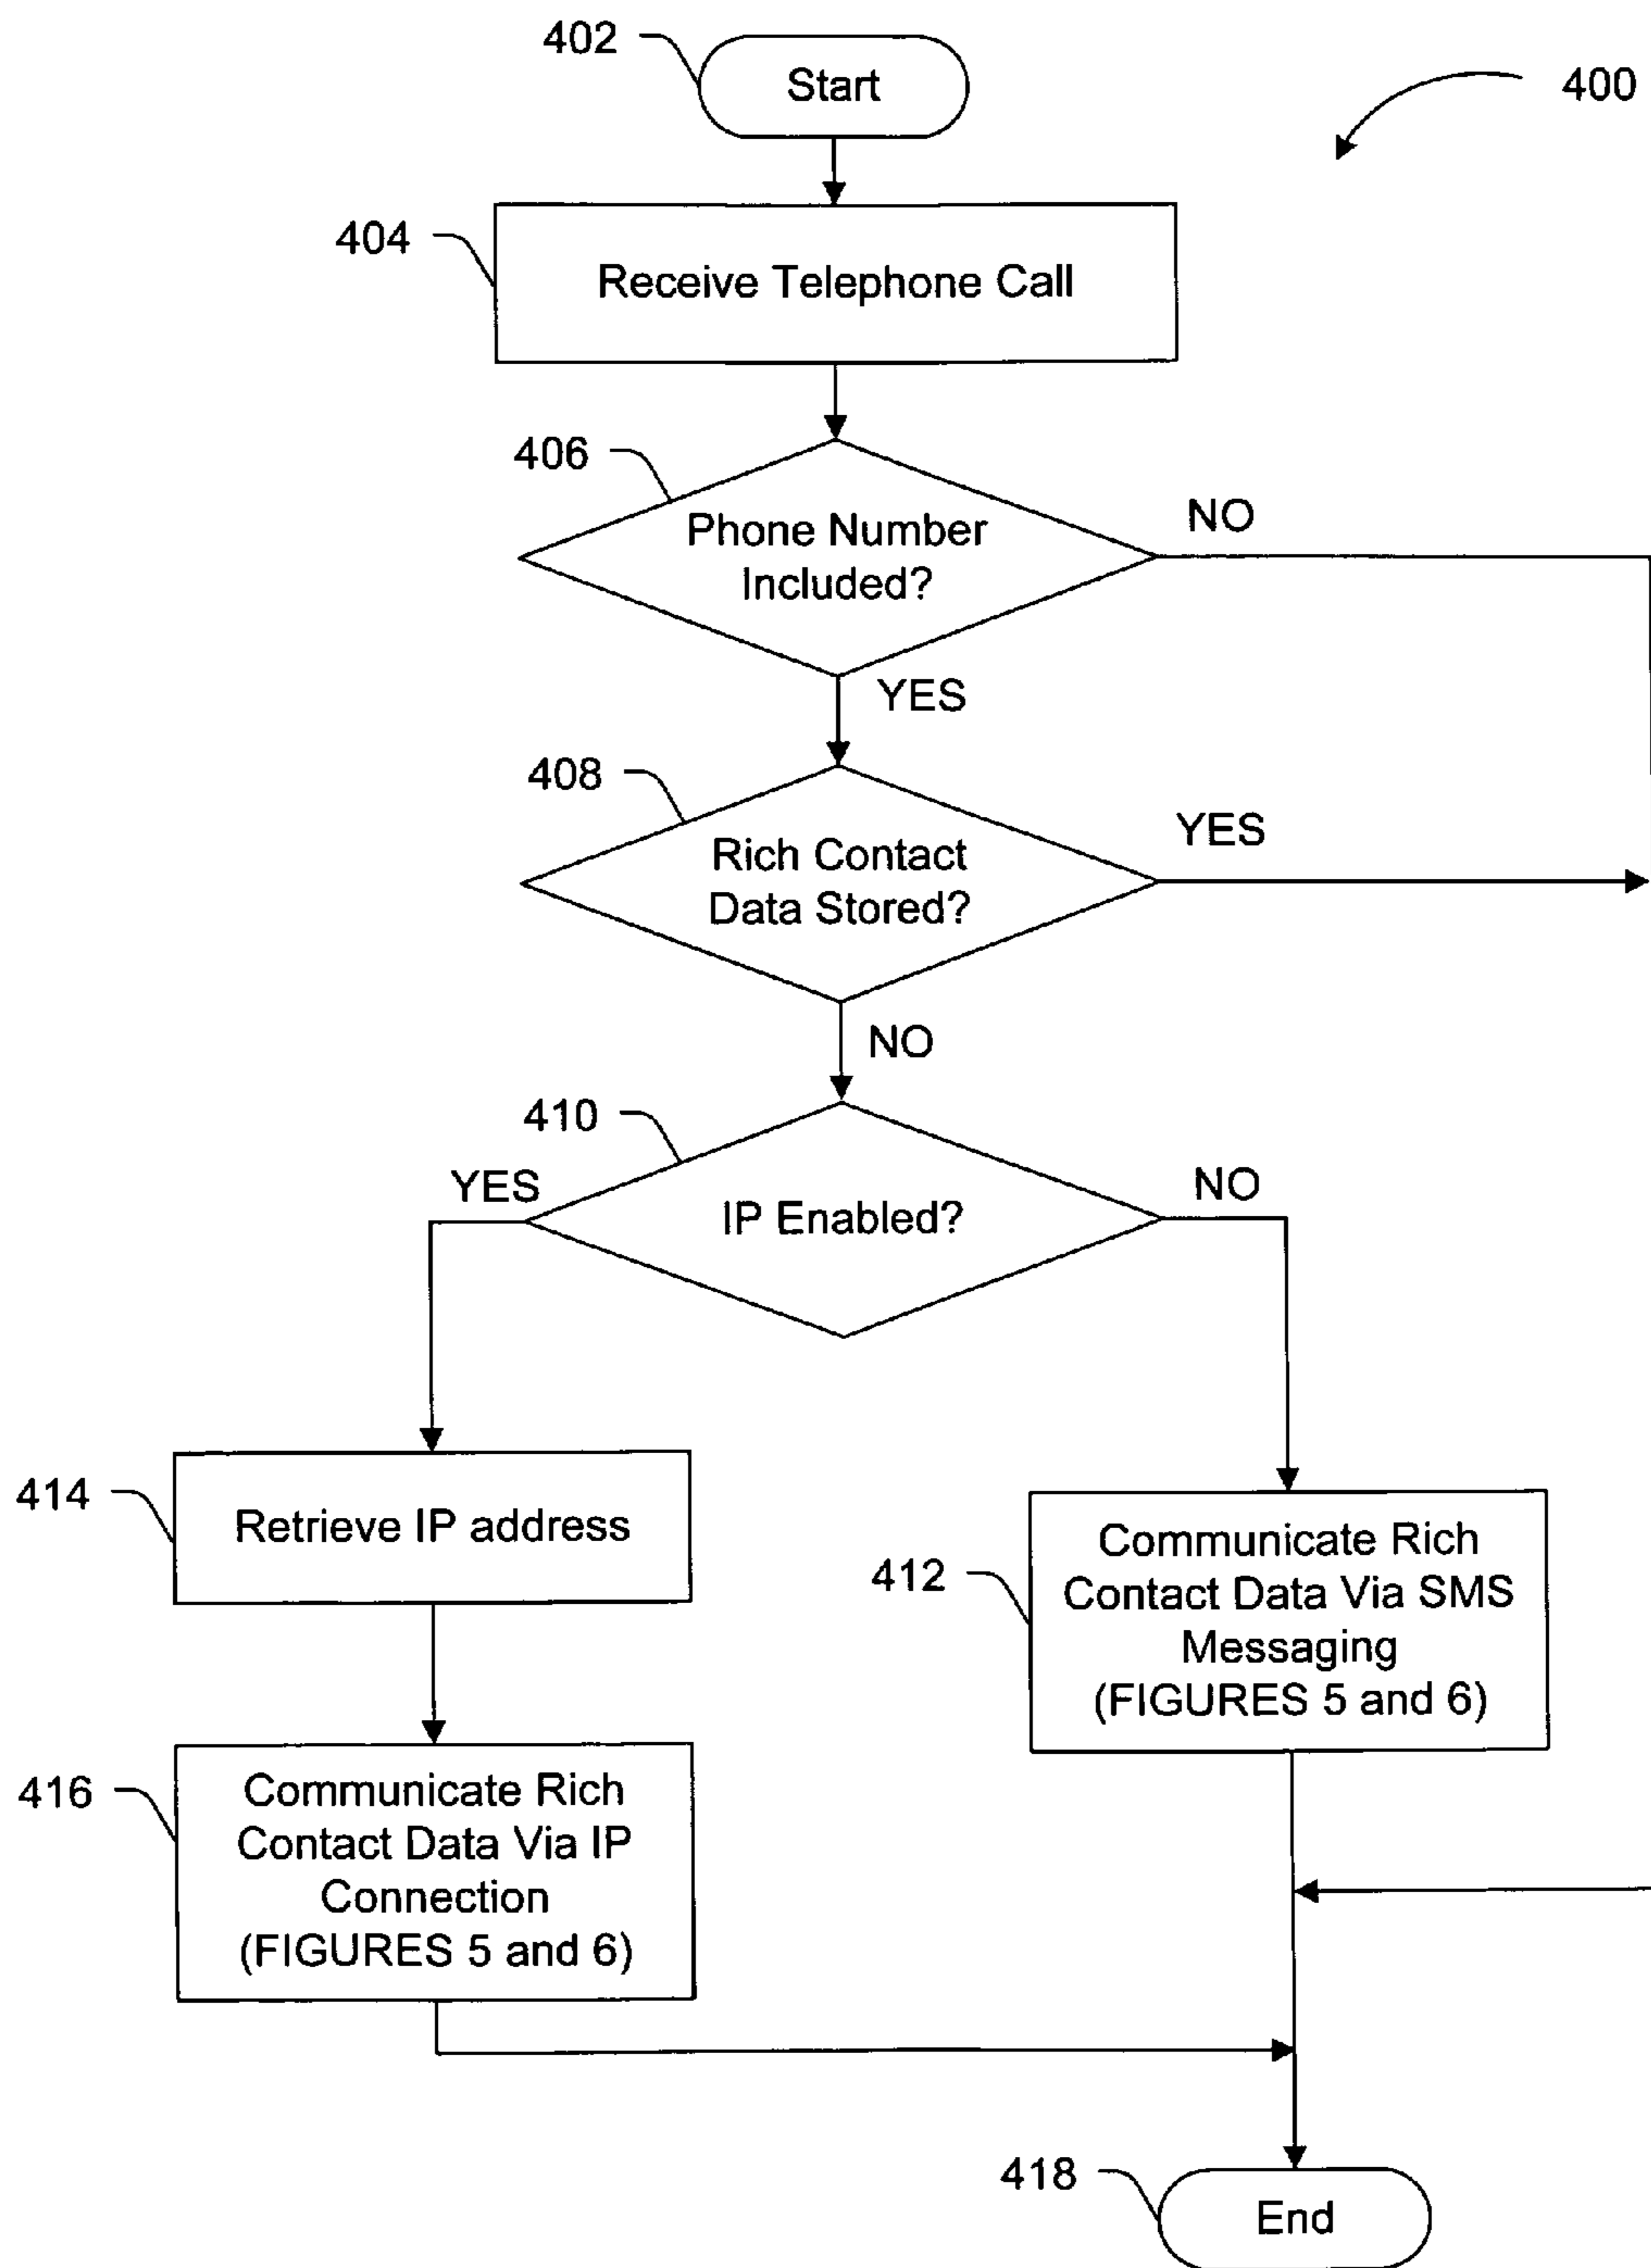 402
Start
400
404
Receive Telephone Call
406
Phone Number
Included?
NO
YES
408
Rich Contact
Data Stored?
YES
NO
410
YES
IP Enabled?
NO
414
Retrieve IP address
412
Communicate Rich
Contact Data Via SMS
Messaging
(FIGURES 5 and 6)
416
Communicate Rich
Contact Data Via IP
Connection
(FIGURES 5 and 6)
418
End